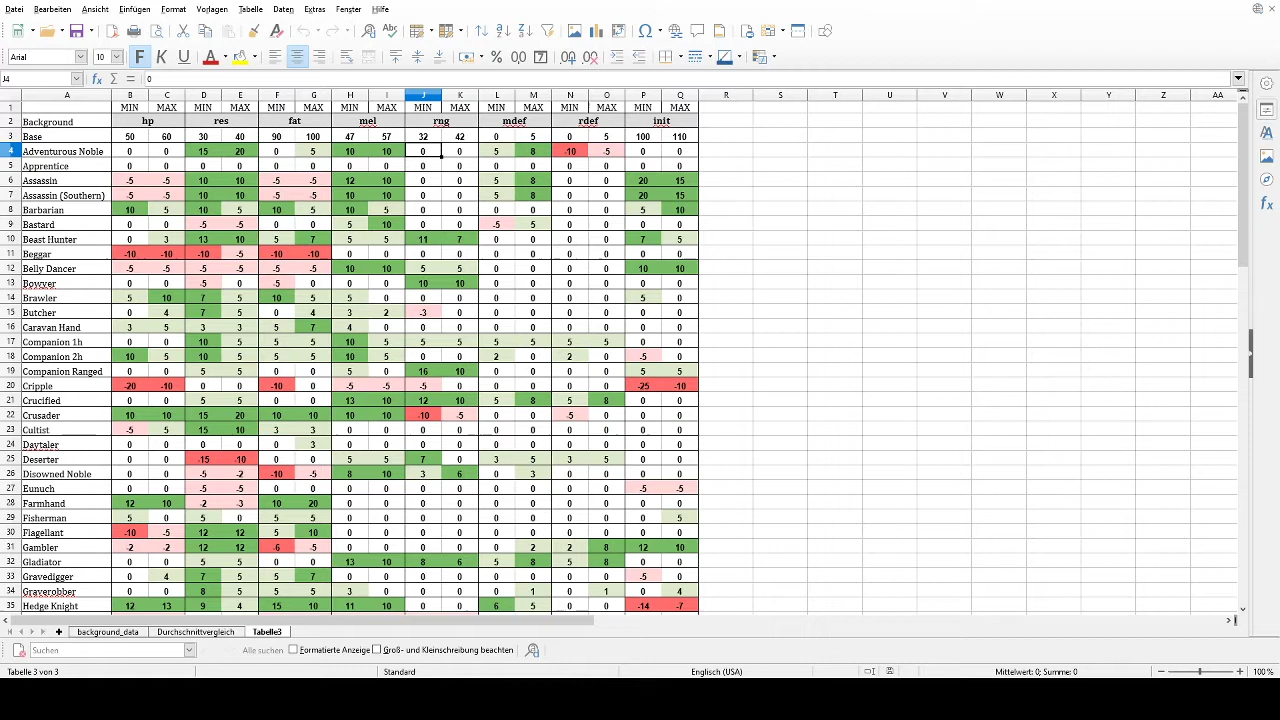 Datei Bearbeiten Ansicht Einfügen Format Vorlagen Tabelle Daten Extras Fenster Hilfe
Arial 10
J4 0
A B C D E F G H I J K L M N O P Q R S T U V W X Y Z AA
1 MIN MAX MIN MAX MIN MAX MIN MAX MIN MAX MIN MAX MIN MAX MIN MAX
2 Background hp res fat mel rng mdef rdef init
3 Base 50 60 30 40 90 100 47 57 32 42 0 5 0 5 100 110
4 Adventurous Noble 0 0 15 20 0 5 10 10 0 0 5 8 -10 -5 0 0
5 Apprentice 0 0 0 0 0 0 0 0 0 0 0 0 0 0 0 0
6 Assassin -5 -5 10 10 -5 -5 12 10 0 0 5 8 0 0 20 15
7 Assassin (Southern) -5 -5 10 10 -5 -5 10 10 0 0 5 8 0 0 20 15
8 Barbarian 10 5 10 5 10 5 10 5 0 0 0 0 0 0 5 10
9 Bastard 0 0 -5 -5 0 0 5 10 0 0 -5 5 0 0 0 0
10 Beast Hunter 0 3 13 10 5 7 5 5 11 7 0 0 0 0 7 5
11 Beggar -10 -10 -10 -5 -10 -10 0 0 0 0 0 0 0 0 0 0
12 Belly Dancer -5 -5 -5 -5 -5 -5 10 10 5 5 0 0 0 0 10 10
13 Bowyer 0 0 -5 0 -5 0 0 0 10 10 0 0 0 0 0 0
14 Brawler 5 10 7 5 10 5 5 0 0 0 0 0 0 0 5 0
15 Butcher 0 4 7 5 0 4 3 2 -3 0 0 0 0 0 0 0
16 Caravan Hand 3 5 3 3 5 7 4 0 0 0 0 0 0 0 0 0
17 Companion 1h 0 0 10 5 5 5 10 5 5 5 5 5 5 5 0 0
18 Companion 2h 10 5 10 5 5 5 10 5 0 0 2 0 2 0 -5 0
19 Companion Ranged 0 0 5 5 0 0 5 0 16 10 0 0 0 0 5 5
20 Cripple -20 -10 0 0 -10 0 -5 -5 -5 0 0 0 0 0 -25 -10
21 Crucified 0 0 5 5 0 0 13 10 12 10 5 8 5 8 0 0
22 Crusader 10 10 15 20 10 10 10 10 -10 -5 0 0 -5 0 0 0
23 Cultist -5 5 10 10 3 3 0 0 0 0 0 0 0 0 0 0
24 Daytaler 0 0 0 0 0 3 0 0 0 0 0 0 0 0 0 0
25 Deserter 0 0 -15 -10 0 0 5 5 7 0 3 5 3 5 0 0
26 Disowned Noble 0 0 -5 -2 -10 -5 8 10 3 6 0 3 0 0 0 0
27 Eunuch 0 0 -5 -5 0 0 0 0 0 0 0 0 0 0 -5 -5
28 Farmhand 12 10 -2 -3 10 20 0 0 0 0 0 0 0 0 0 0
29 Fisherman 5 0 5 0 5 5 0 0 0 0 0 0 0 0 0 5
30 Flagellant -10 -5 12 12 5 10 0 0 0 0 0 0 0 0 0 0
31 Gambler -2 -2 12 12 -6 -5 0 0 0 0 0 2 2 8 12 10
32 Gladiator 0 0 5 5 0 0 13 10 8 6 5 8 5 8 0 0
33 Gravedigger 0 4 7 5 5 7 0 0 0 0 0 0 0 0 -5 0
34 Graverobber 0 0 8 5 5 5 3 0 0 0 0 1 0 1 0 4
35 Hedge Knight 12 13 9 4 15 10 11 10 0 0 6 5 0 0 -14 -7
background_data Durchschnittvergleich Tabelle3
Suchen Alle suchen Formatierte Anzeige Groß- und Kleinschreibung beachten
Tabelle 3 von 3 Standard Englisch (USA) Mittelwert: 0; Summe: 0 100 %